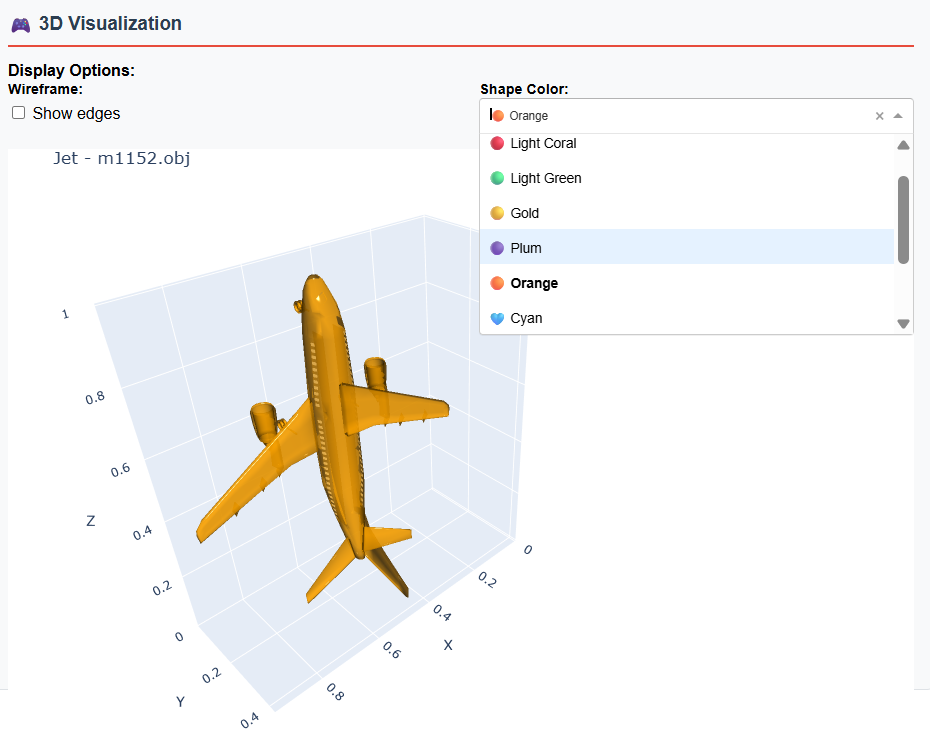 3D Visualization
Display Options:
Wireframe:
Show edges
Shape Color:
Orange
Light Coral
Light Green
Gold
Plum
Orange
Cyan
Jet - m1152.obj
1
0.8
0.6
0.4
0.2
0
Z
0
0.2
0.4
0.6
0.8
X
0.2
0.4
Y